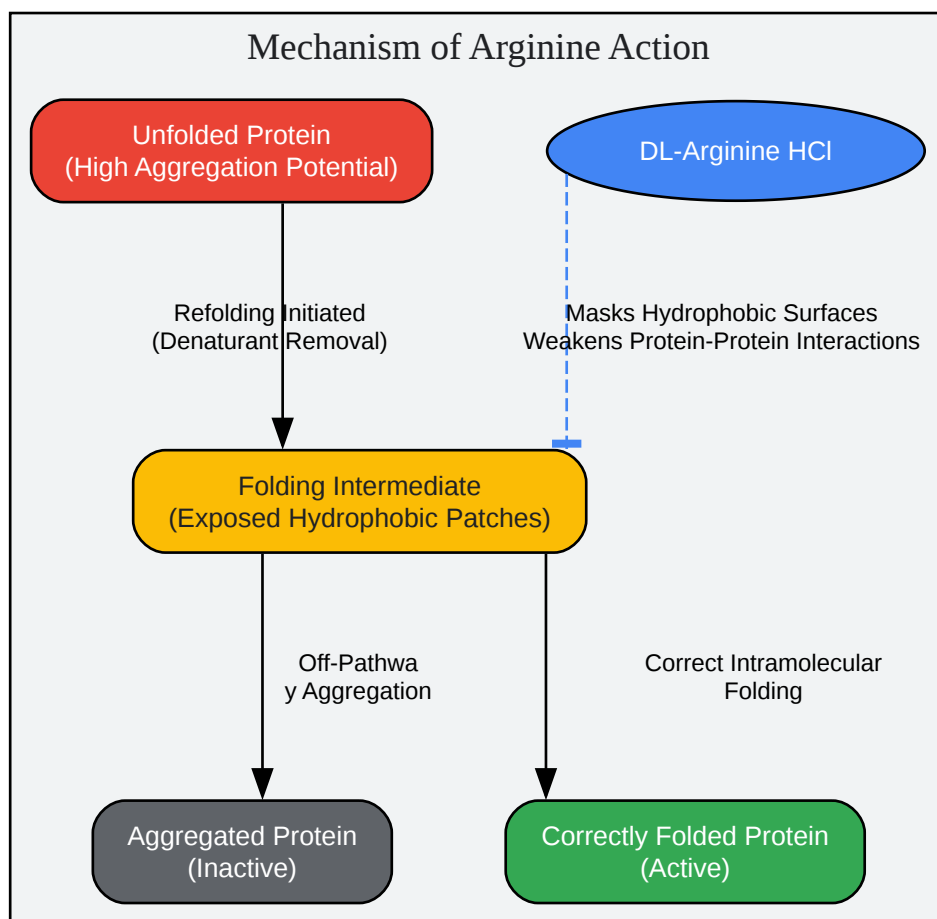 Mechanism of Arginine Action
Unfolded Protein
(High Aggregation Potential)
DL-Arginine HCl
Refolding Initiated
(Denaturant Removal)
Masks Hydrophobic Surfaces
Weakens Protein-Protein Interactions
Folding Intermediate
(Exposed Hydrophobic Patches)
Off-Pathwa
y Aggregation
Correct Intramolecular
Folding
Aggregated Protein
(Inactive)
Correctly Folded Protein
(Active)